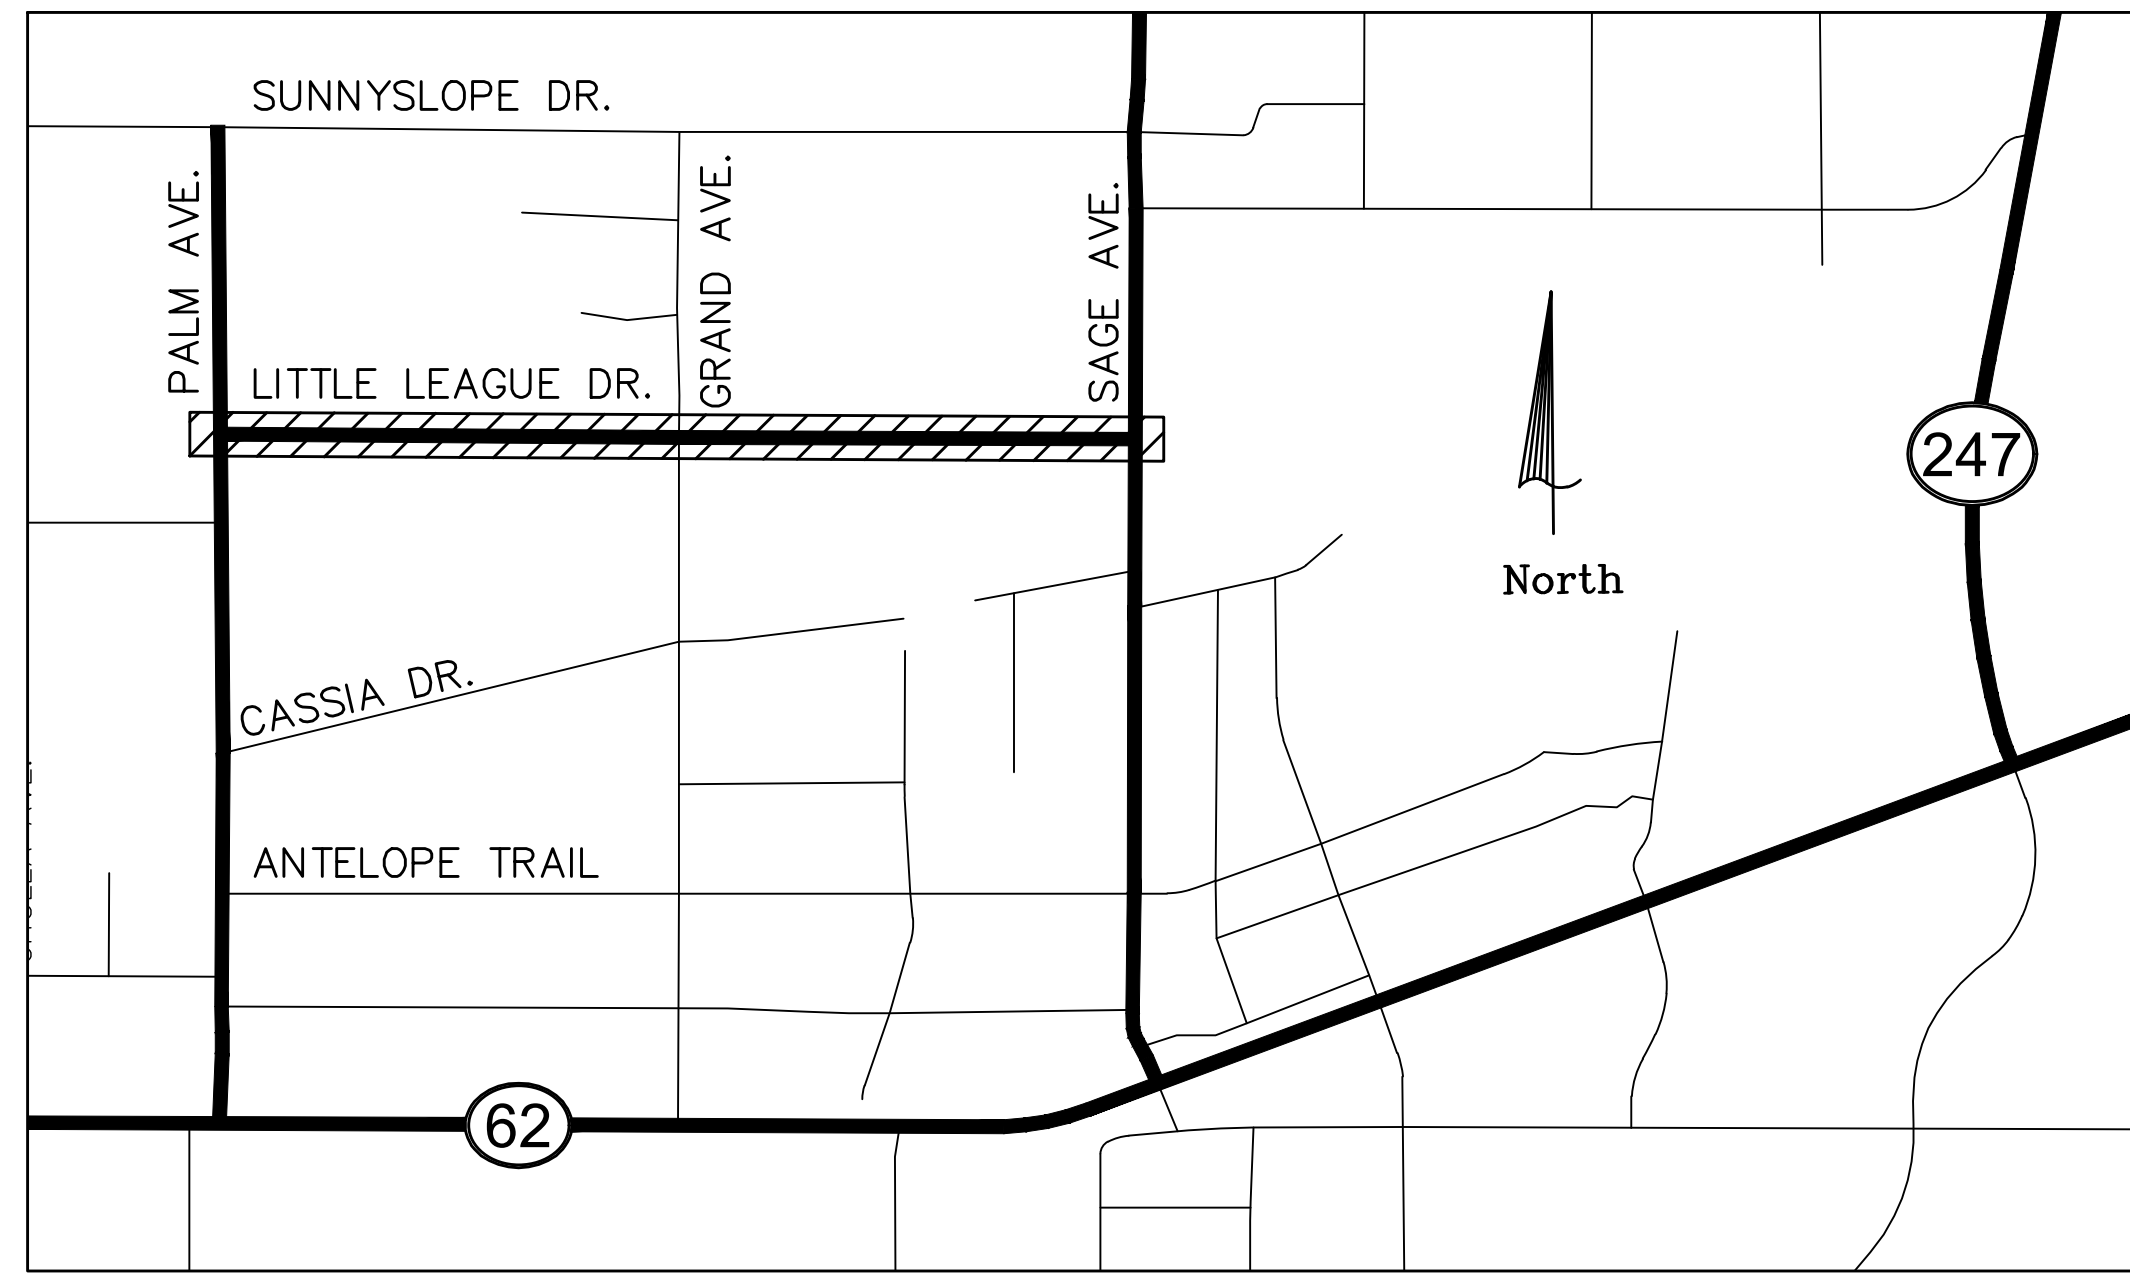 SUNNYSLOPE DR.
PALM AVE.
GRAND AVE.
SAGE AVE.
LITTLE LEAGUE DR.
247
North
CASSIA DR.
ANTELOPE TRAIL
62